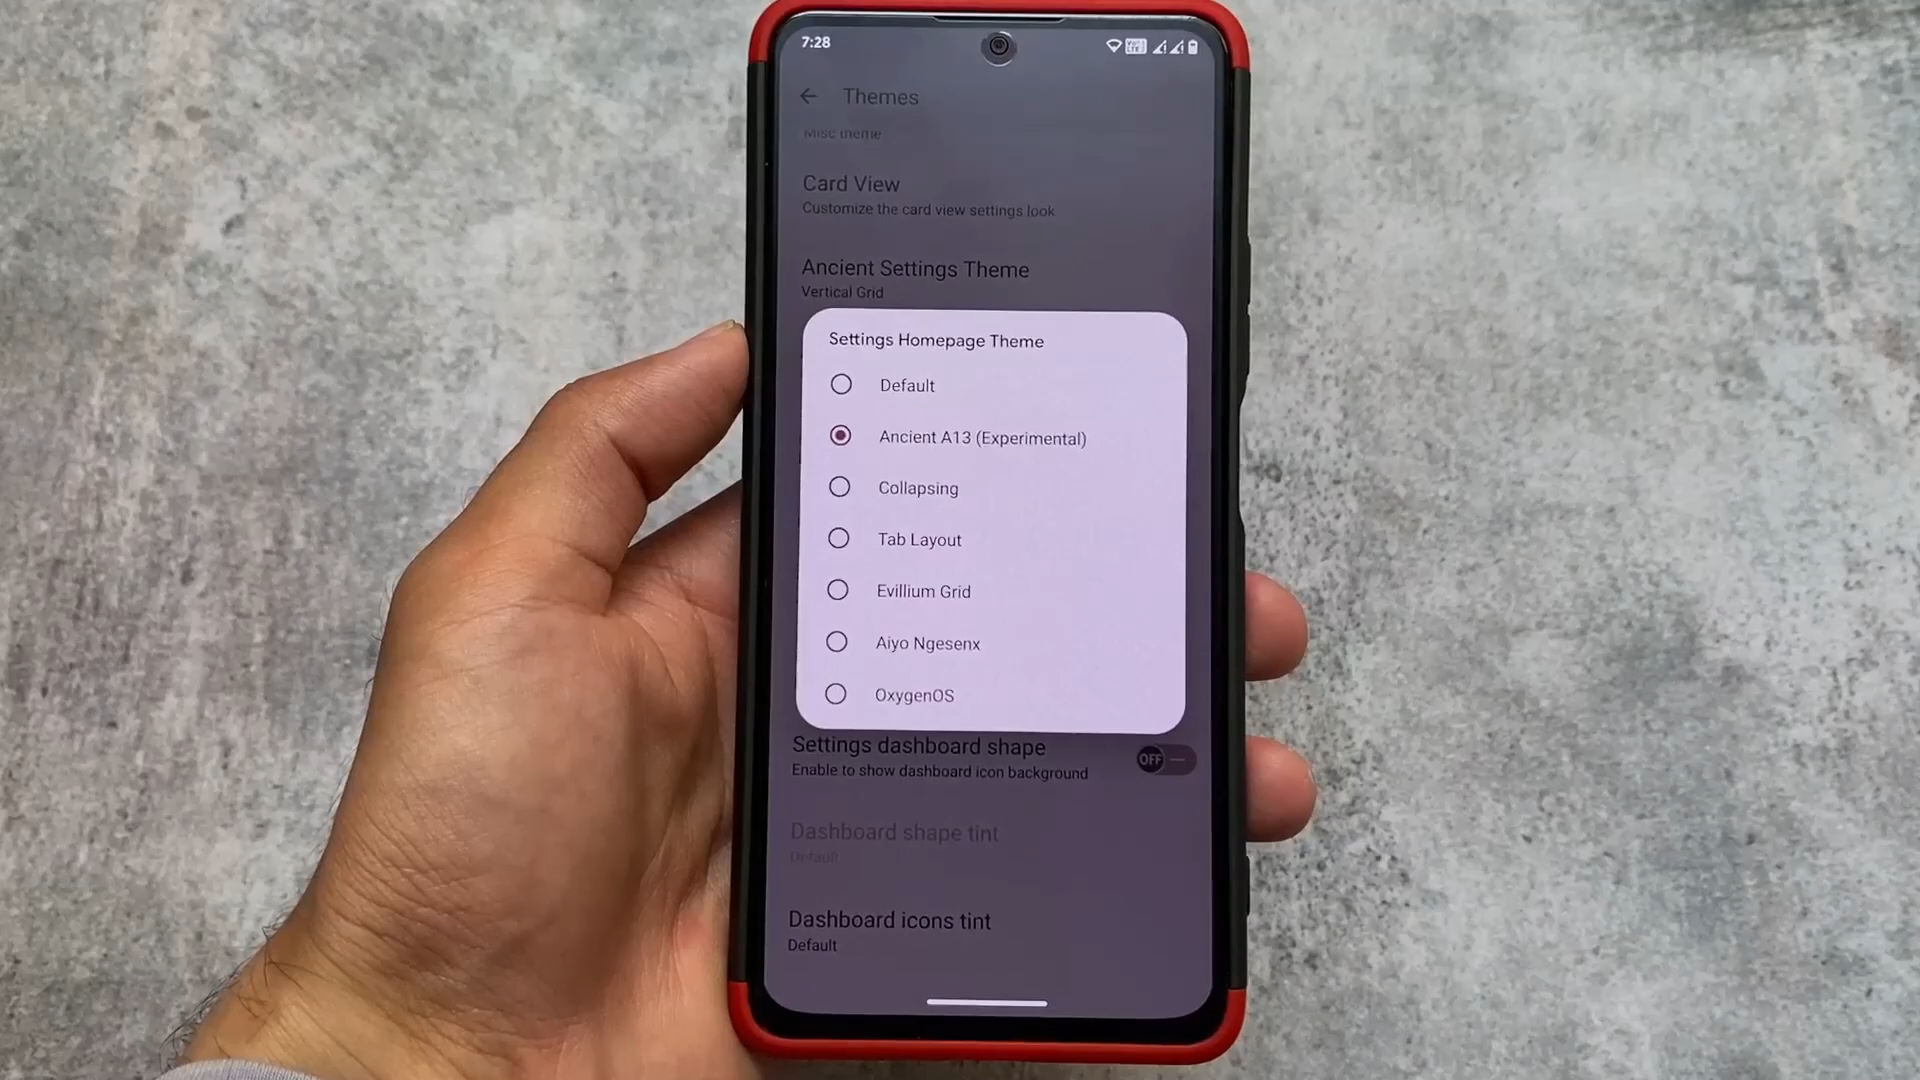 7:28
Themes
Misc theme
Card View
Customize the card view settings look
Ancient Settings Theme
Vertical Grid
Settings Homepage Theme
Default
Ancient A13 (Experimental)
Collapsing
Tab Layout
Evillium Grid
Aiyo Ngesenx
OxygenOS
Settings dashboard shape
OFF
Enable to show dashboard icon background
Dashboard shape tint
Default
Dashboard icons tint
Default